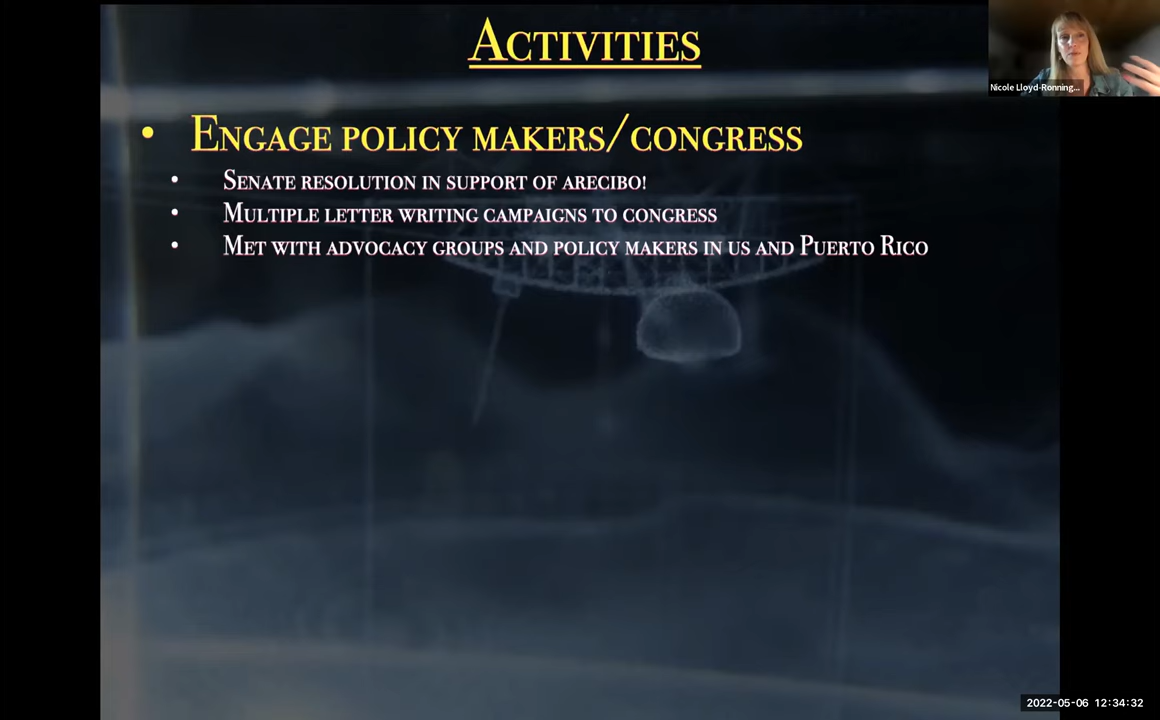 ACTIVITIES
Nicole Lloyd-Ronning...
• ENGAGE POLICY MAKERS/CONGRESS
• SENATE RESOLUTION IN SUPPORT OF ARECIBO!
• MULTIPLE LETTER WRITING CAMPAIGNS TO CONGRESS
• MET WITH ADVOCACY GROUPS AND POLICY MAKERS IN US AND PUERTO RICO
2022-05-06 12:34:32